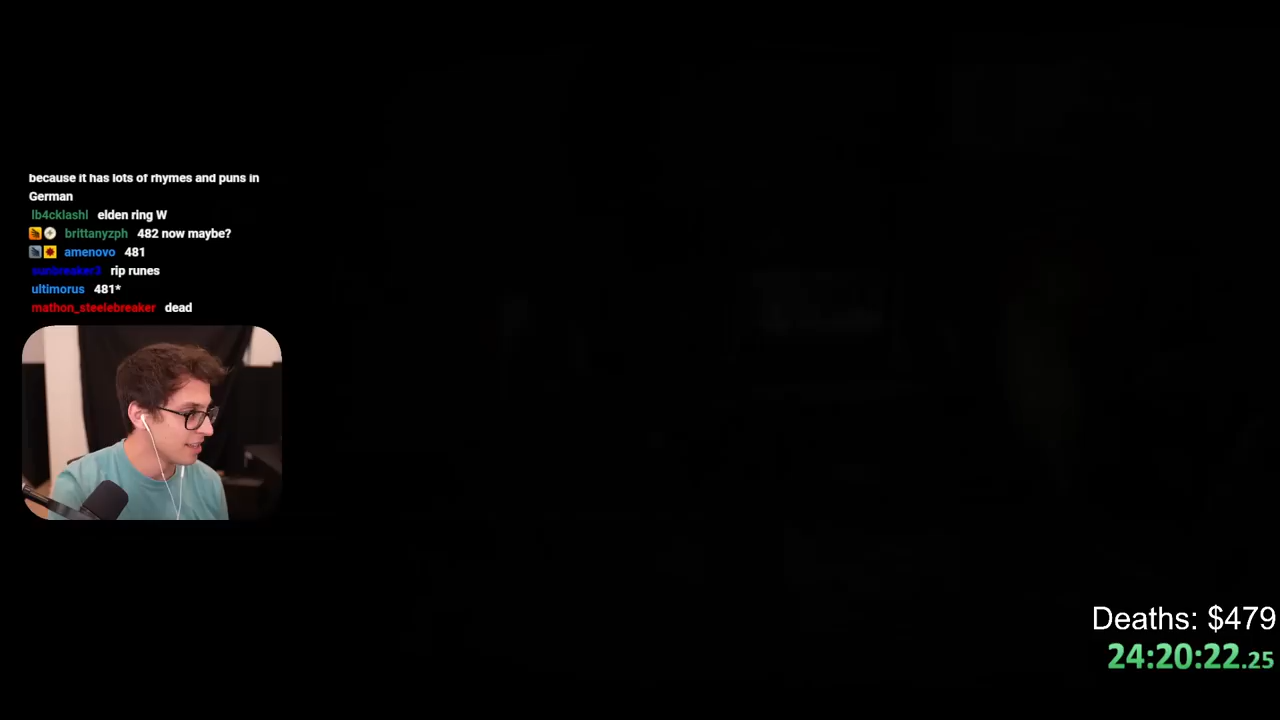 because it has lots of rhymes and puns in
German
lb4cklashl elden ring W
brittanyzph 482 now maybe?
amenovo 481
sunbreaker3 rip runes
ultimorus 481*
mathon_steelebreaker dead
Deaths: $479
24:20:22.25